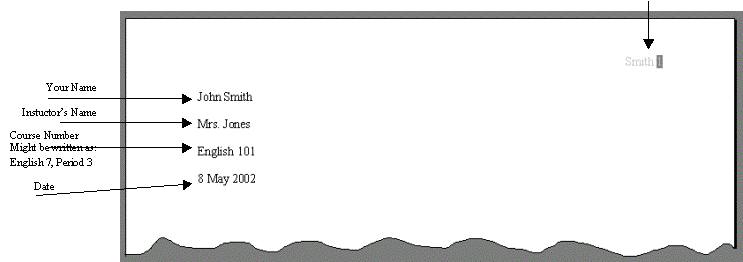 Smith 1
Your Name
John Smith
Instuctor's Name
Mrs. Jones
Course Number
Might be written as:
English 7, Period 3
English 101
Date
8 May 2002